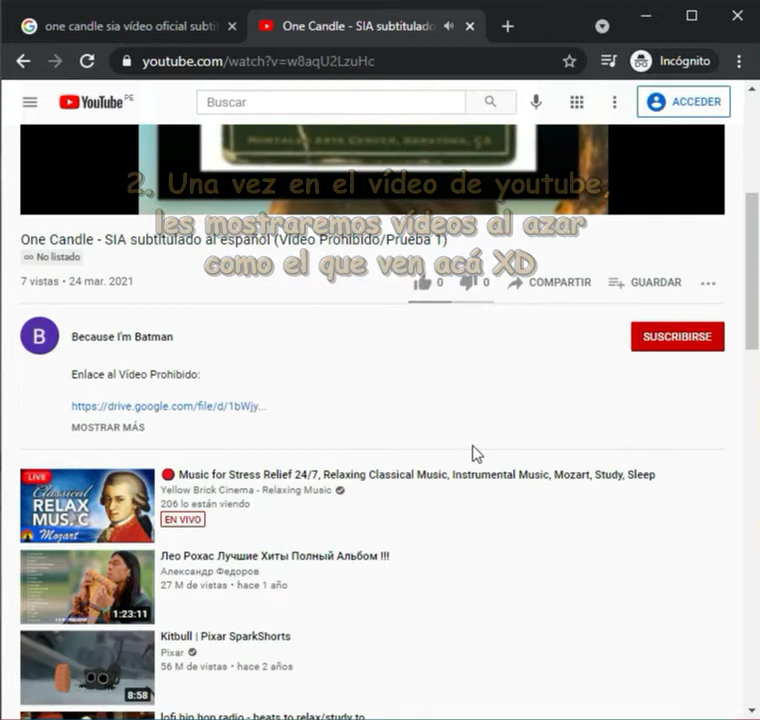 one candle sia vídeo oficial subti
One Candle - SIA subtitulado
youtube.com/watch?v=w8aqU2LzuHc
Incógnito
YouTube PE
Buscar
ACCEDER
2. Una vez en el vídeo de youtube,
les mostraremos vídeos al azar
como el que ven acá XD
One Candle - SIA subtitulado al español (Vídeo Prohibido/Prueba 1)
No listado
7 vistas • 24 mar. 2021
0
0
COMPARTIR
GUARDAR
B
Because I'm Batman
SUSCRIBIRSE
Enlace al Vídeo Prohibido:
https://drive.google.com/file/d/1bWjy...
MOSTRAR MÁS
LIVE
Classical
RELAX
MUSIC
Mozart
Music for Stress Relief 24/7, Relaxing Classical Music, Instrumental Music, Mozart, Study, Sleep
Yellow Brick Cinema - Relaxing Music
206 lo están viendo
EN VIVO
1:23:11
Лео Рохас Лучшие Хиты Полный Альбом !!!
Александр Федоров
27 M de vistas • hace 1 año
8:58
Kitbull | Pixar SparkShorts
Pixar
56 M de vistas • hace 2 años
lofi hip hop radio - beats to relax/study to